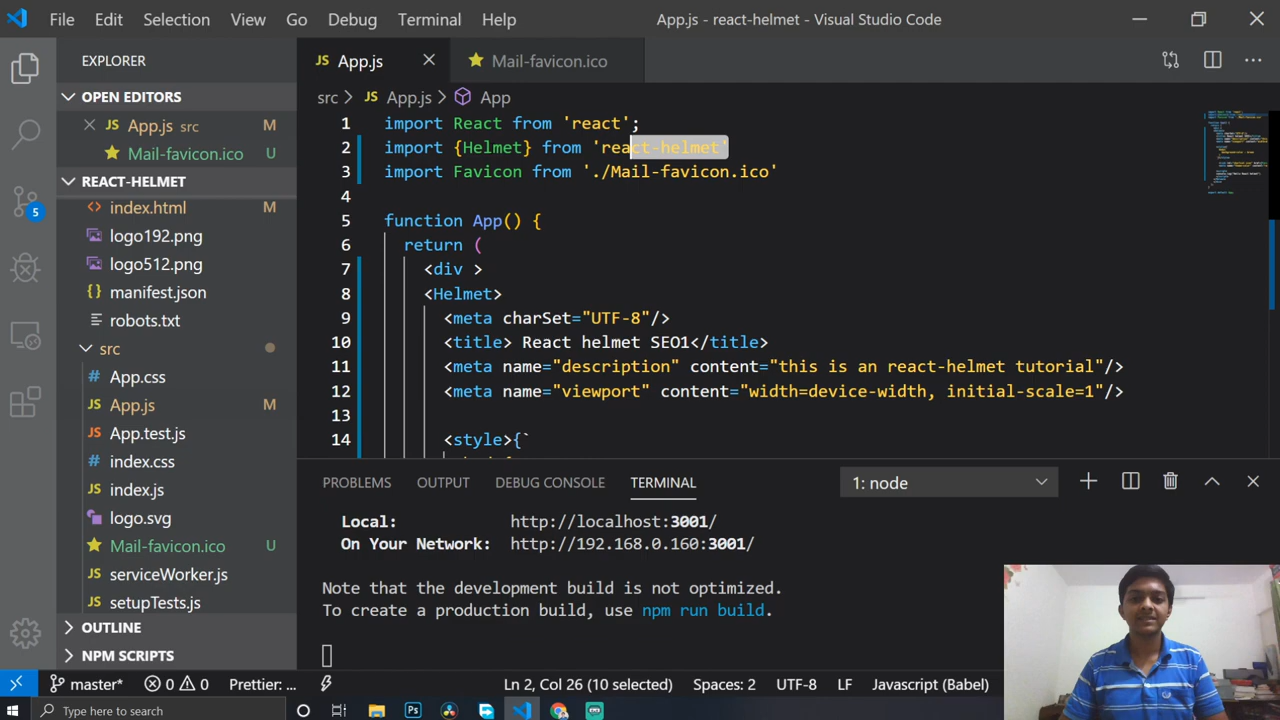 File Edit Selection View Go Debug Terminal Help App.js - react-helmet - Visual Studio Code
EXPLORER
OPEN EDITORS
JS App.js src M
Mail-favicon.ico U
REACT-HELMET
<> index.html M
logo192.png
logo512.png
{} manifest.json
robots.txt
src
# App.css
JS App.js M
JS App.test.js
# index.css
JS index.js
logo.svg
Mail-favicon.ico U
JS serviceWorker.js
JS setupTests.js
OUTLINE
NPM SCRIPTS
5
JS App.js Mail-favicon.ico
src > JS App.js > App
1 import React from 'react';
2 import {Helmet} from 'react-helmet'
3 import Favicon from './Mail-favicon.ico'
4
5 function App() {
6 return (
7 <div >
8 <Helmet>
9 <meta charSet="UTF-8"/>
10 <title> React helmet SEO1</title>
11 <meta name="description" content="this is an react-helmet tutorial"/>
12 <meta name="viewport" content="width=device-width, initial-scale=1"/>
13
14 <style>{`
PROBLEMS OUTPUT DEBUG CONSOLE TERMINAL 1: node
Local: http://localhost:3001/
On Your Network: http://192.168.0.160:3001/
Note that the development build is not optimized.
To create a production build, use npm run build.
master* 0 0 Prettier: ... Ln 2, Col 26 (10 selected) Spaces: 2 UTF-8 LF Javascript (Babel)
Type here to search Ps